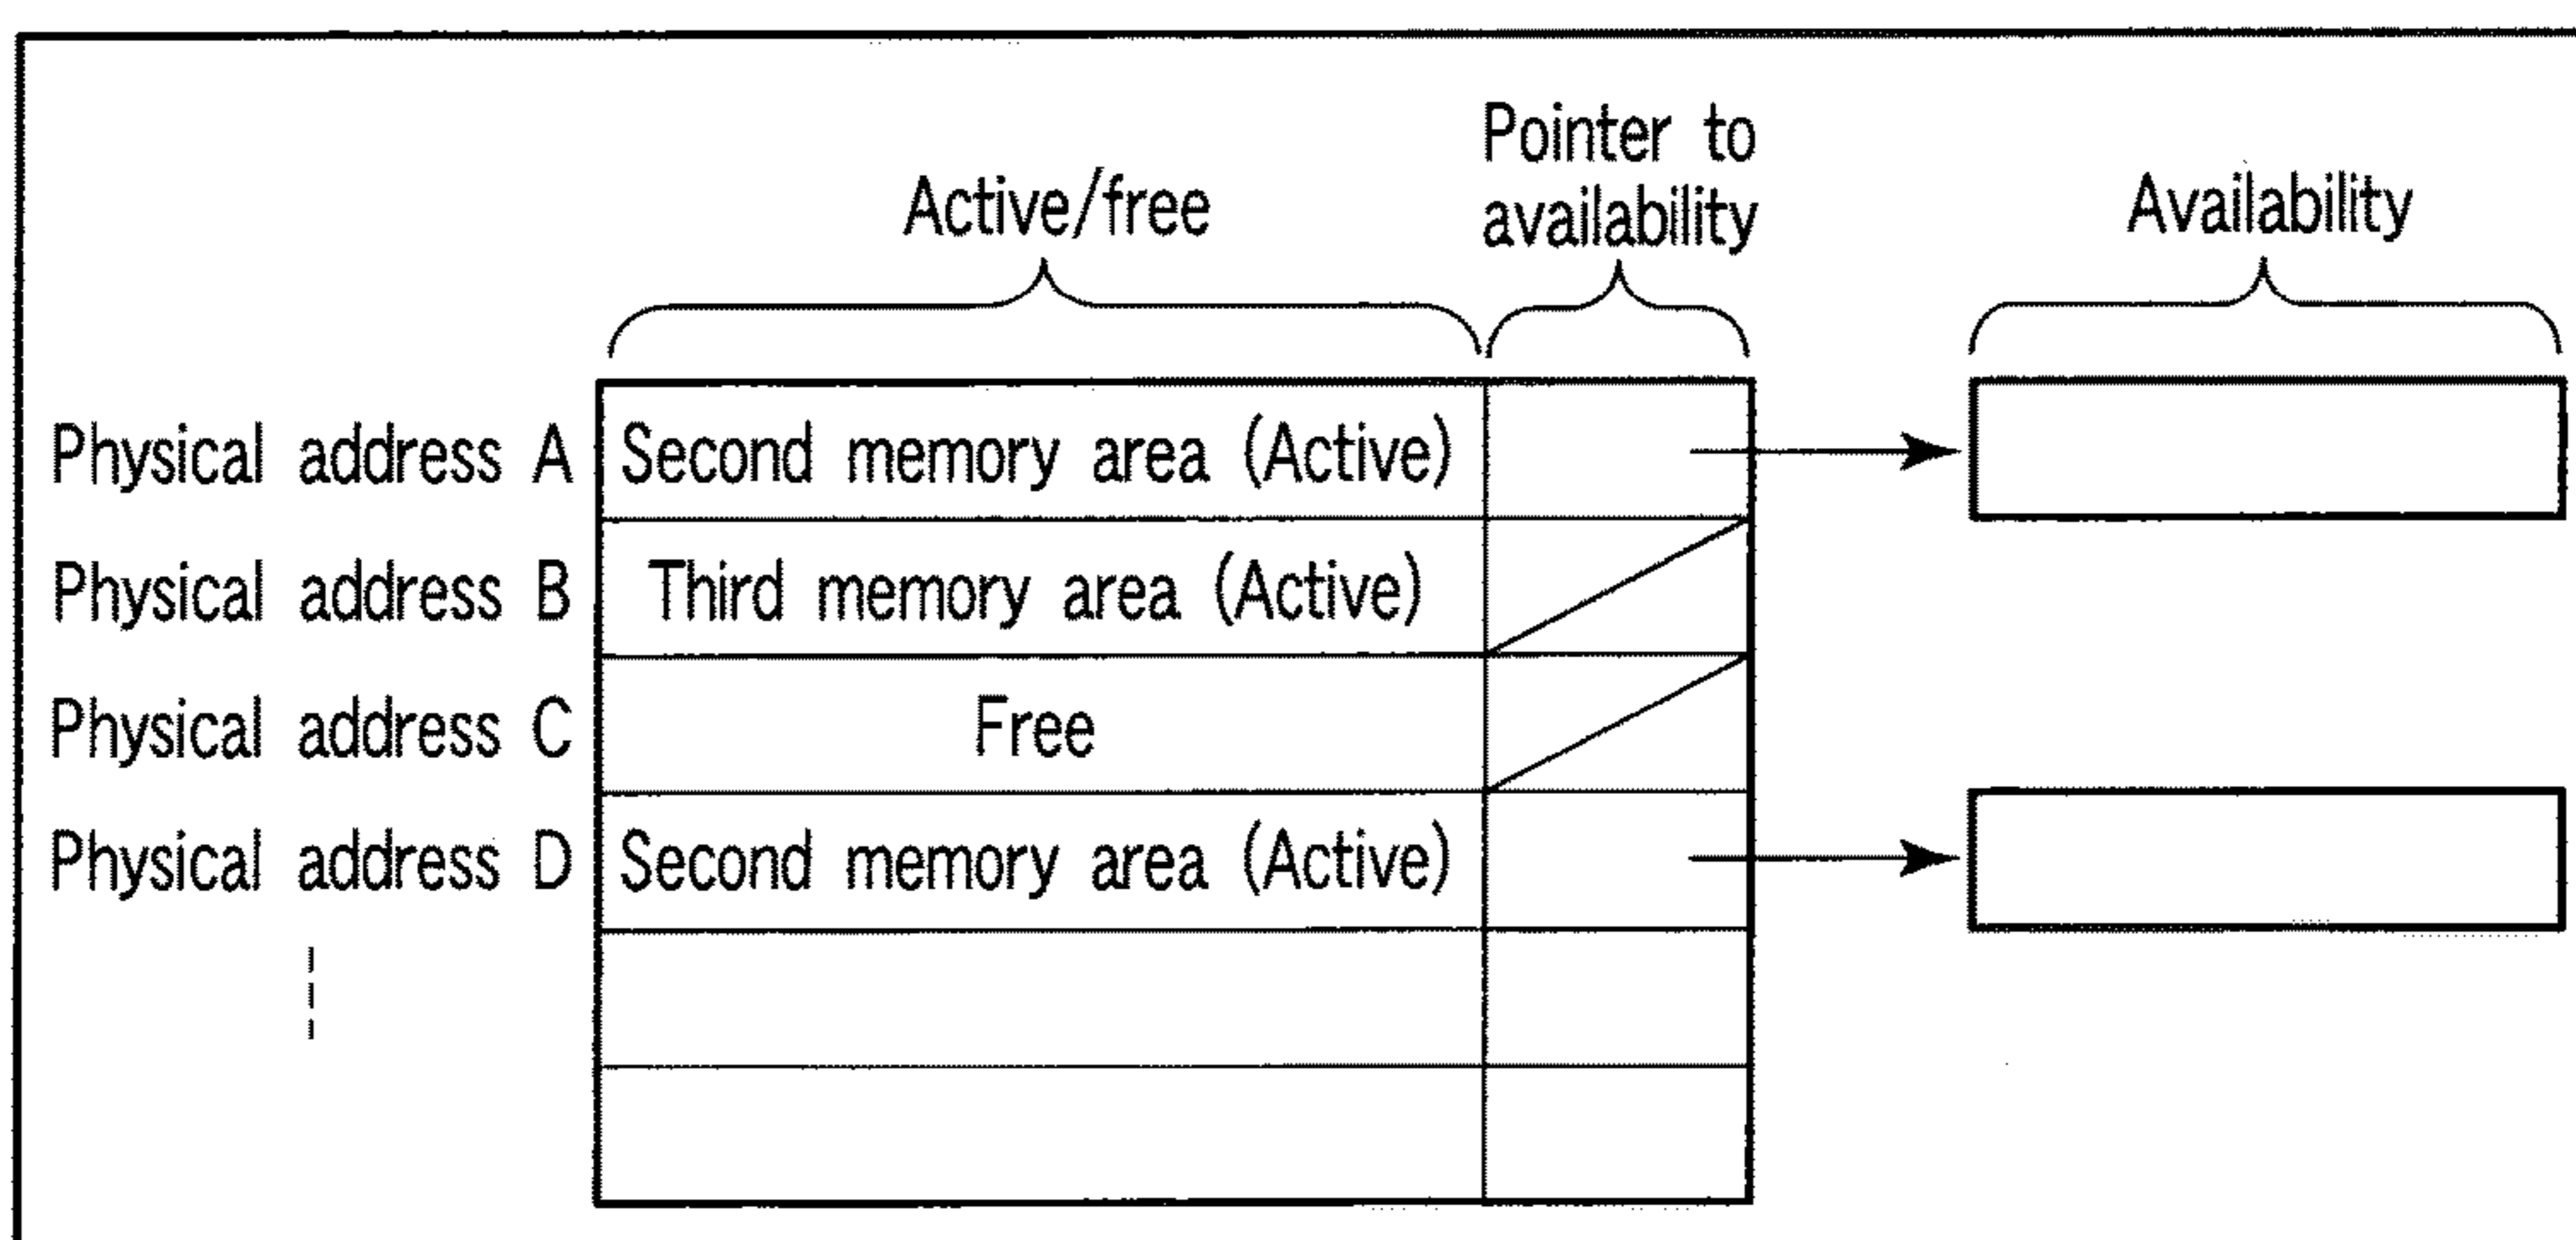 Active/free
Pointer to
availability
Availability
Physical address A
Second memory area (Active)
Physical address B
Third memory area (Active)
Physical address C
Free
Physical address D
Second memory area (Active)